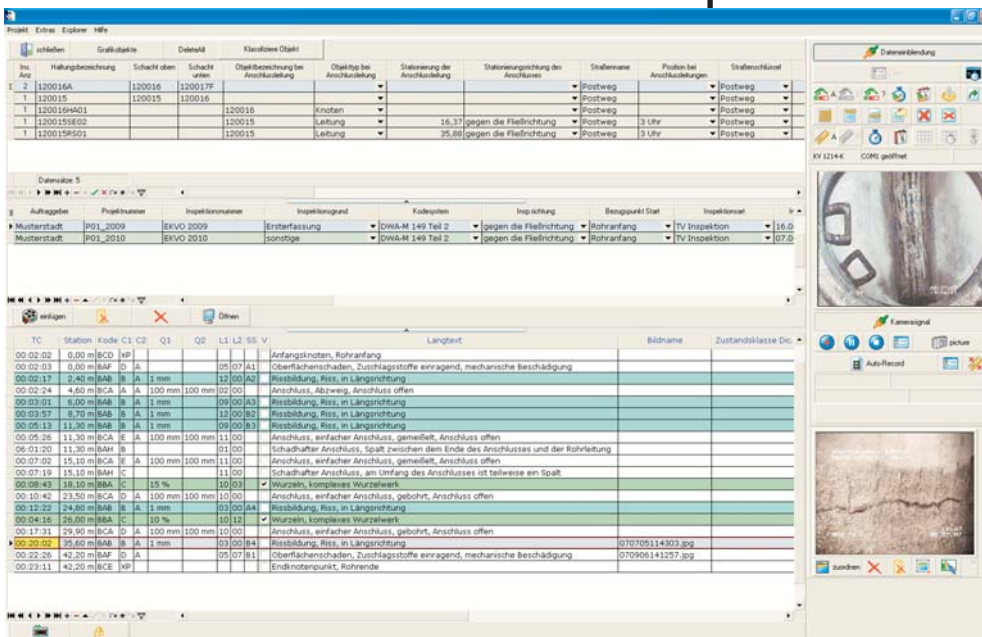 Projekt Extras Explorer Hilfe
schließen Grafikobjekte DeleteAll Klassifiziere Objekt
Ins. Anz Haltungsbezeichnung Schacht oben Schacht unten Objektbezeichnung bei Anschlussleitung Objekttyp bei Anschlussleitung Stationierung der Anschlussleitung Stationierungsrichtung des Anschlusses Straßenname Position bei Anschlussleitungen Straßenschlüssel
2 120016A 120016 120017F Postweg Postweg
1 120015 120015 120016 Postweg Postweg
1 120016HA01 120016 Knoten Postweg Postweg
1 120015SE02 120015 Leitung 16,37 gegen die Fließrichtung Postweg 3 Uhr Postweg
1 120015RS01 120015 Leitung 35,88 gegen die Fließrichtung Postweg 3 Uhr Postweg
Datensätze: 5
Auftraggeber Projektnummer Inspektionsnummer Inspektionsgrund Kodesystem Insp.richtung Bezugspunkt Start Inspektionsart
Musterstadt P01_2009 EKVO 2009 Ersterfassung DWA-M 149 Teil 2 gegen die Fließrichtung Rohranfang TV Inspektion 16.0
Musterstadt P01_2010 EKVO 2010 sonstige DWA-M 149 Teil 2 gegen die Fließrichtung Rohranfang TV Inspektion 07.0
einfügen Öffnen
TC Station Kode C1 C2 Q1 Q2 L1 L2 SS V Langtext Bildname Zustandsklasse Dic.
00:02:02 0,00 m BCD XP Anfangsknoten, Rohranfang
00:02:03 0,00 m BAF D A 05 07 A1 Oberflächenschaden, Zuschlagsstoffe einragend, mechanische Beschädigung
00:02:17 2,40 m BAB B A 1 mm 12 00 A2 Rissbildung, Riss, in Längsrichtung
00:02:24 4,60 m BCA A A 100 mm 100 mm 02 00 Anschluss, Abzweig, Anschluss offen
00:03:01 6,00 m BAB B A 1 mm 09 00 A3 Rissbildung, Riss, in Längsrichtung
00:03:57 8,70 m BAB B A 1 mm 12 00 B2 Rissbildung, Riss, in Längsrichtung
00:05:13 11,30 m BAB B A 1 mm 09 00 B3 Rissbildung, Riss, in Längsrichtung
00:05:26 11,30 m BCA E A 100 mm 100 mm 11 00 Anschluss, einfacher Anschluss, gemeißelt, Anschluss offen
06:01:20 11,30 m BAH B 01 00 Schadhafter Anschluss, Spalt zwischen dem Ende des Anschlusses und der Rohrleitung
00:07:02 15,10 m BCA E A 100 mm 100 mm 11 00 Anschluss, einfacher Anschluss, gemeißelt, Anschluss offen
00:07:19 15,10 m BAH C 11 00 Schadhafter Anschluss, am Umfang des Anschlusses ist teilweise ein Spalt
00:08:43 18,10 m BBA C 15 % 10 03 Wurzeln, komplexes Wurzelwerk
00:10:42 23,50 m BCA D A 100 mm 100 mm 10 00 Anschluss, einfacher Anschluss, gebohrt, Anschluss offen
00:12:22 24,80 m BAB B A 1 mm 03 00 A4 Rissbildung, Riss, in Längsrichtung
00:04:16 26,00 m BBA C 10 % 10 12 Wurzeln, komplexes Wurzelwerk
00:17:31 29,90 m BCA D A 100 mm 100 mm 10 00 Anschluss, einfacher Anschluss, gebohrt, Anschluss offen
00:20:02 35,60 m BAB B A 1 mm 03 00 B4 Rissbildung, Riss, in Längsrichtung 070705114303.jpg
00:22:26 42,20 m BAF D A 05 07 B1 Oberflächenschaden, Zuschlagsstoffe einragend, mechanische Beschädigung 070906141257.jpg
00:23:11 42,20 m BCE XP Endknotenpunkt, Rohrende
Dateneinblendung
KV 1214-K COM1 geöffnet
Kamerasignal
picture
Auto-Record
zuordnen